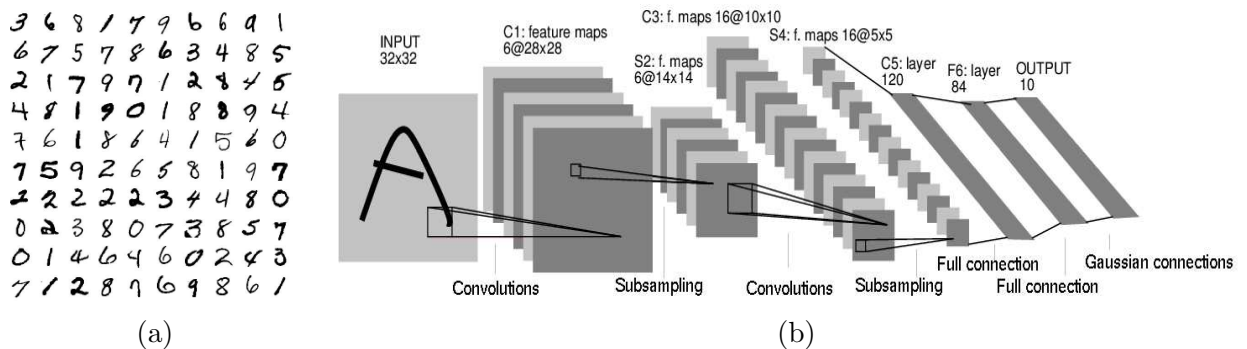 3 6 8 1 7 9 6 6 9 1
6 7 5 7 8 6 3 4 8 5
2 1 7 9 7 1 2 8 4 5
4 8 1 9 0 1 8 8 9 4
7 6 1 8 6 4 1 5 6 0
7 5 9 2 6 5 8 1 9 7
2 2 2 2 2 3 4 4 8 0
0 2 3 8 0 7 3 8 5 7
0 1 4 6 4 6 0 2 4 3
7 1 2 8 7 6 9 8 6 1
(a)
INPUT
32x32
A
C1: feature maps
6@28x28
S2: f. maps
6@14x14
C3: f. maps 16@10x10
S4: f. maps 16@5x5
C5: layer
120
F6: layer
84
OUTPUT
10
Convolutions
Subsampling
Convolutions
Subsampling
Full connection
Full connection
Gaussian connections
(b)